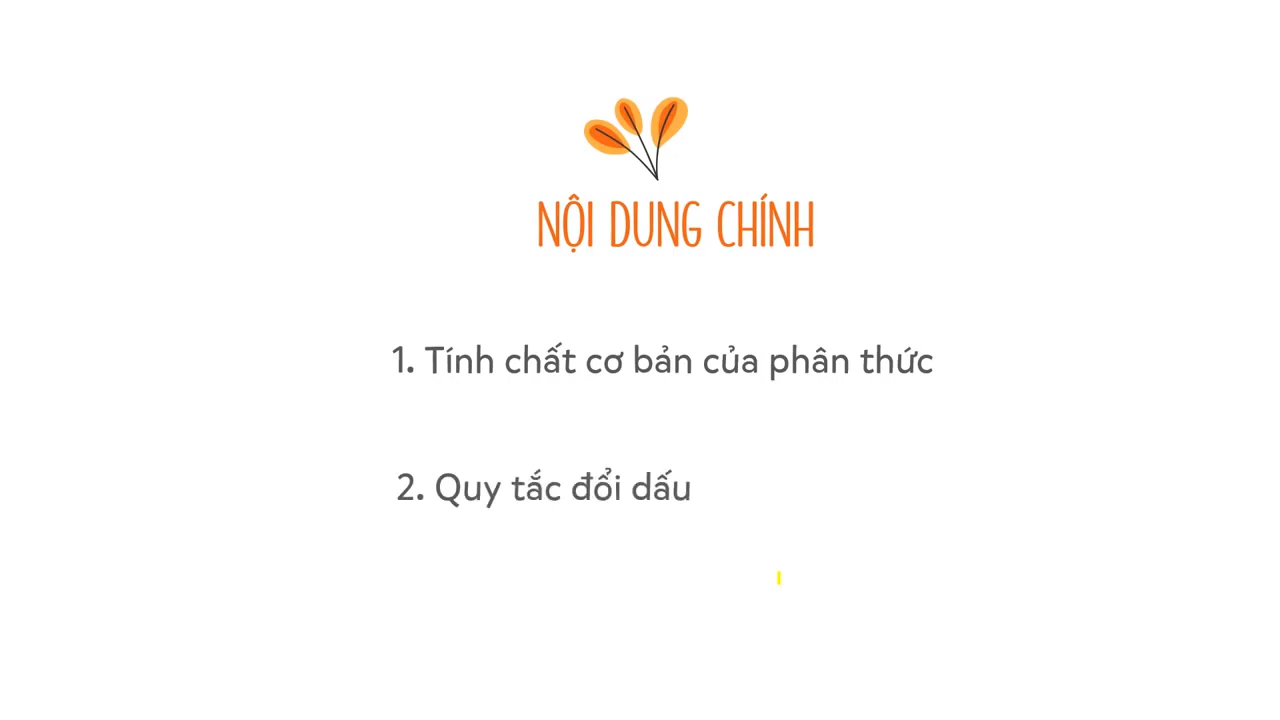 NỘI DUNG CHÍNH
1. Tính chất cơ bản của phân thức
2. Quy tắc đổi dấu